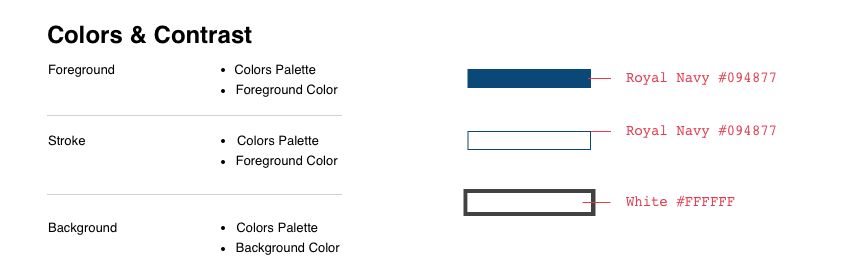 Colors & Contrast
Foreground
• Colors Palette
• Foreground Color
Royal Navy #094877
Stroke
• Colors Palette
• Foreground Color
Royal Navy #094877
White #FFFFFF
Background
• Colors Palette
• Background Color